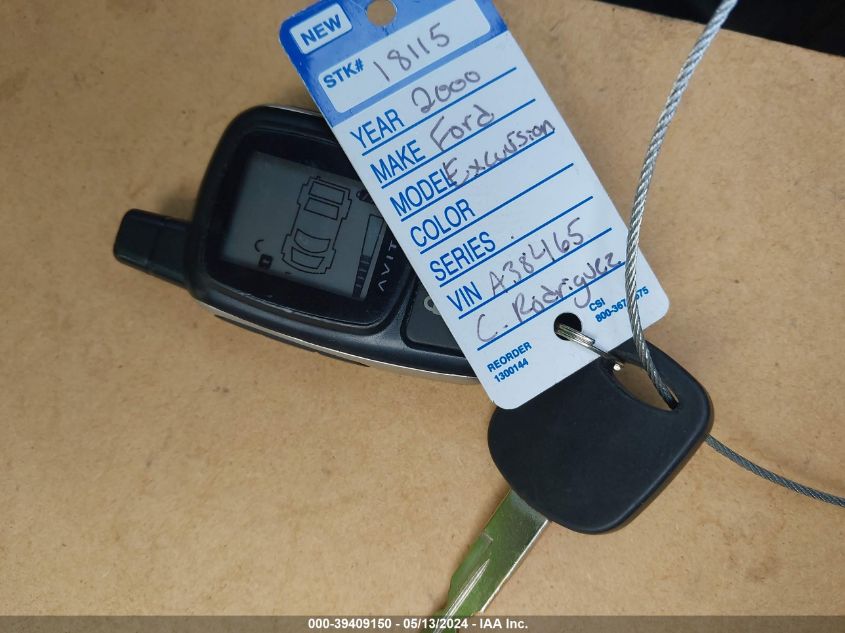 NEW
STK# 18115
YEAR 2000
MAKE Ford
MODEL Excursion
COLOR
SERIES
VIN A38465
C. Rodriguez
CSI
REORDER
1300144
AVIT
000-39409150 - 05/13/2024 - IAA Inc.